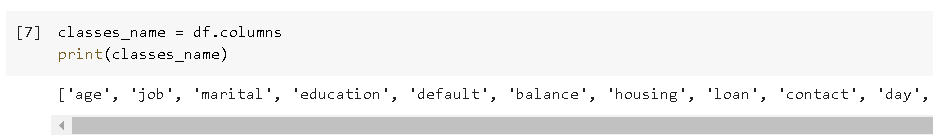 [7] classes_name = df.columns
print(classes_name)
['age', 'job', 'marital', 'education', 'default', 'balance', 'housing', 'loan', 'contact', 'day',